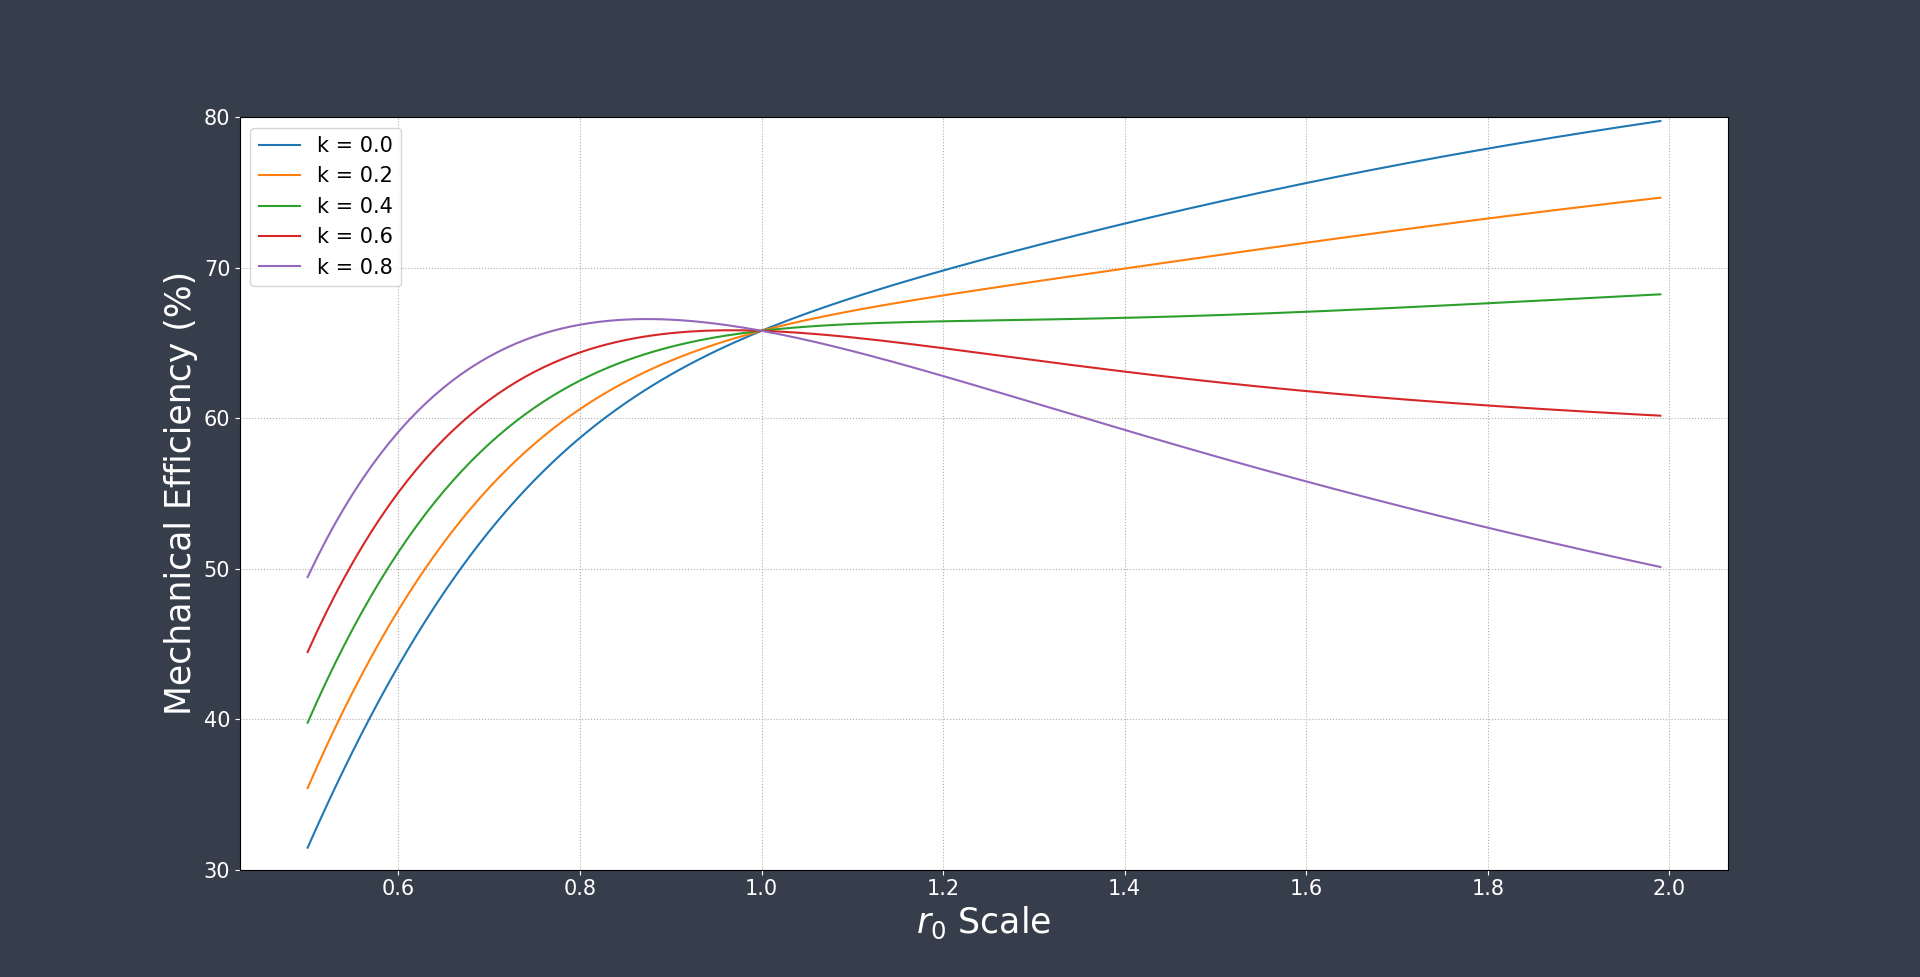 80
70
60
50
40
30
Mechanical Efficiency (%)
k = 0.0
k = 0.2
k = 0.4
k = 0.6
k = 0.8
0.6 0.8 1.0 1.2 1.4 1.6 1.8 2.0
r₀ Scale